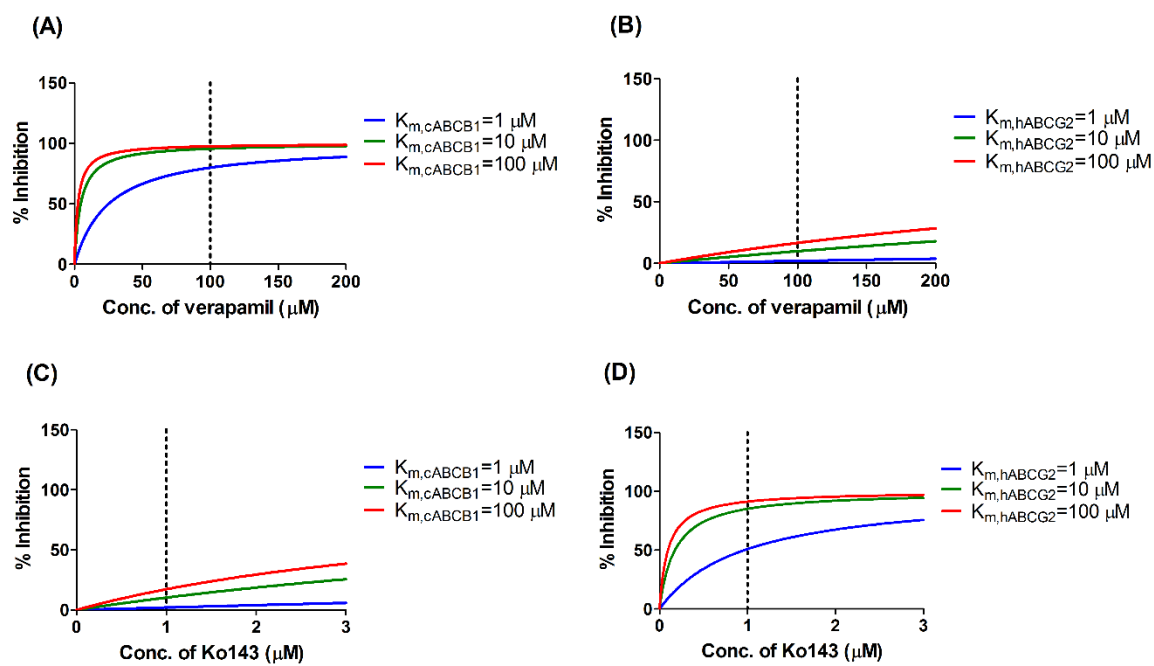 (A)
150
100
50
0
% Inhibition
0 50 100 150 200
Conc. of verapamil (μM)
Km,cABCB1=1 μM
Km,cABCB1=10 μM
Km,cABCB1=100 μM
(B)
150
100
50
0
% Inhibition
0 50 100 150 200
Conc. of verapamil (μM)
Km,hABCG2=1 μM
Km,hABCG2=10 μM
Km,hABCG2=100 μM
(C)
150
100
50
0
% Inhibition
0 1 2 3
Conc. of Ko143 (μM)
Km,cABCB1=1 μM
Km,cABCB1=10 μM
Km,cABCB1=100 μM
(D)
150
100
50
0
% Inhibition
0 1 2 3
Conc. of Ko143 (μM)
Km,hABCG2=1 μM
Km,hABCG2=10 μM
Km,hABCG2=100 μM